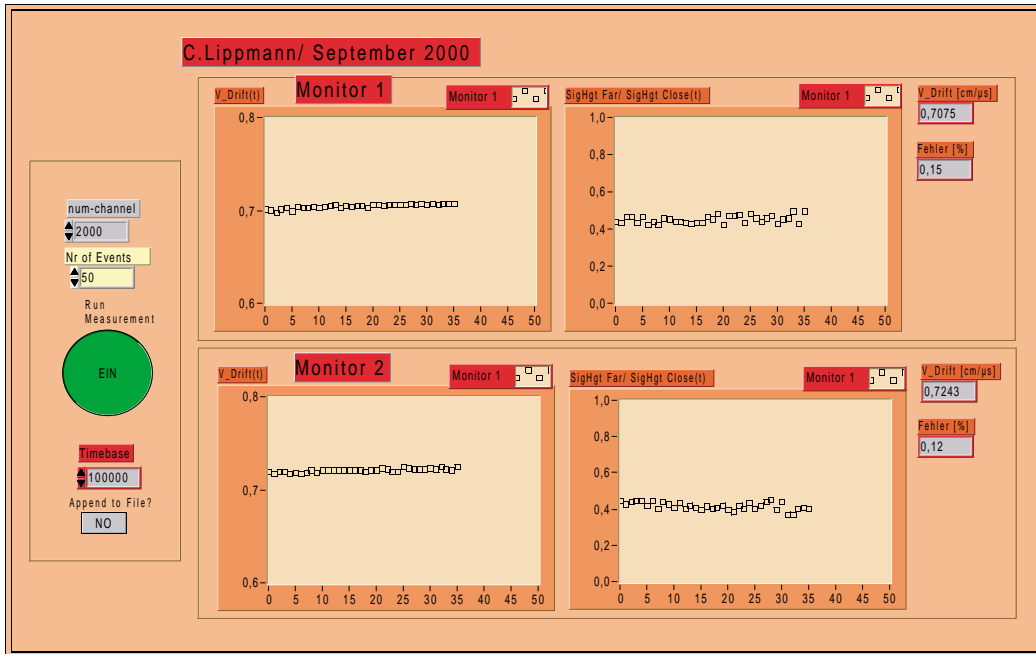 C.Lippmann/ September 2000
num-channel
2000
Nr of Events
50
Run
Measurement
EIN
Timebase
100000
Append to File?
NO
V_Drift(t)
Monitor 1
Monitor 1
0,8
0,7
0,6
0 5 10 15 20 25 30 35 40 45 50
SigHgt Far/ SigHgt Close(t)
Monitor 1
1,0
0,8
0,6
0,4
0,2
0,0
0 5 10 15 20 25 30 35 40 45 50
V_Drift [cm/µs]
0,7075
Fehler [%]
0,15
V_Drift(t)
Monitor 2
Monitor 1
0,8
0,7
0,6
0 5 10 15 20 25 30 35 40 45 50
SigHgt Far/ SigHgt Close(t)
Monitor 1
1,0
0,8
0,6
0,4
0,2
0,0
0 5 10 15 20 25 30 35 40 45 50
V_Drift [cm/µs]
0,7243
Fehler [%]
0,12